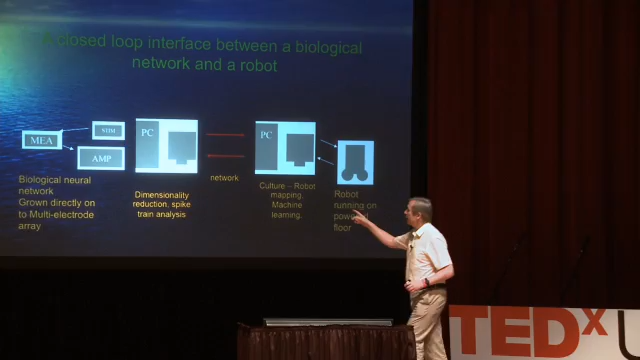 A closed loop interface between a biological
network and a robot
MEA
STIM
AMP
PC
PC
Biological neural
network
Grown directly on
to Multi-electrode
array
Dimensionality
reduction, spike
train analysis
network
Culture – Robot
mapping,
Machine
learning.
Robot
running on
powered
floor
TEDx U